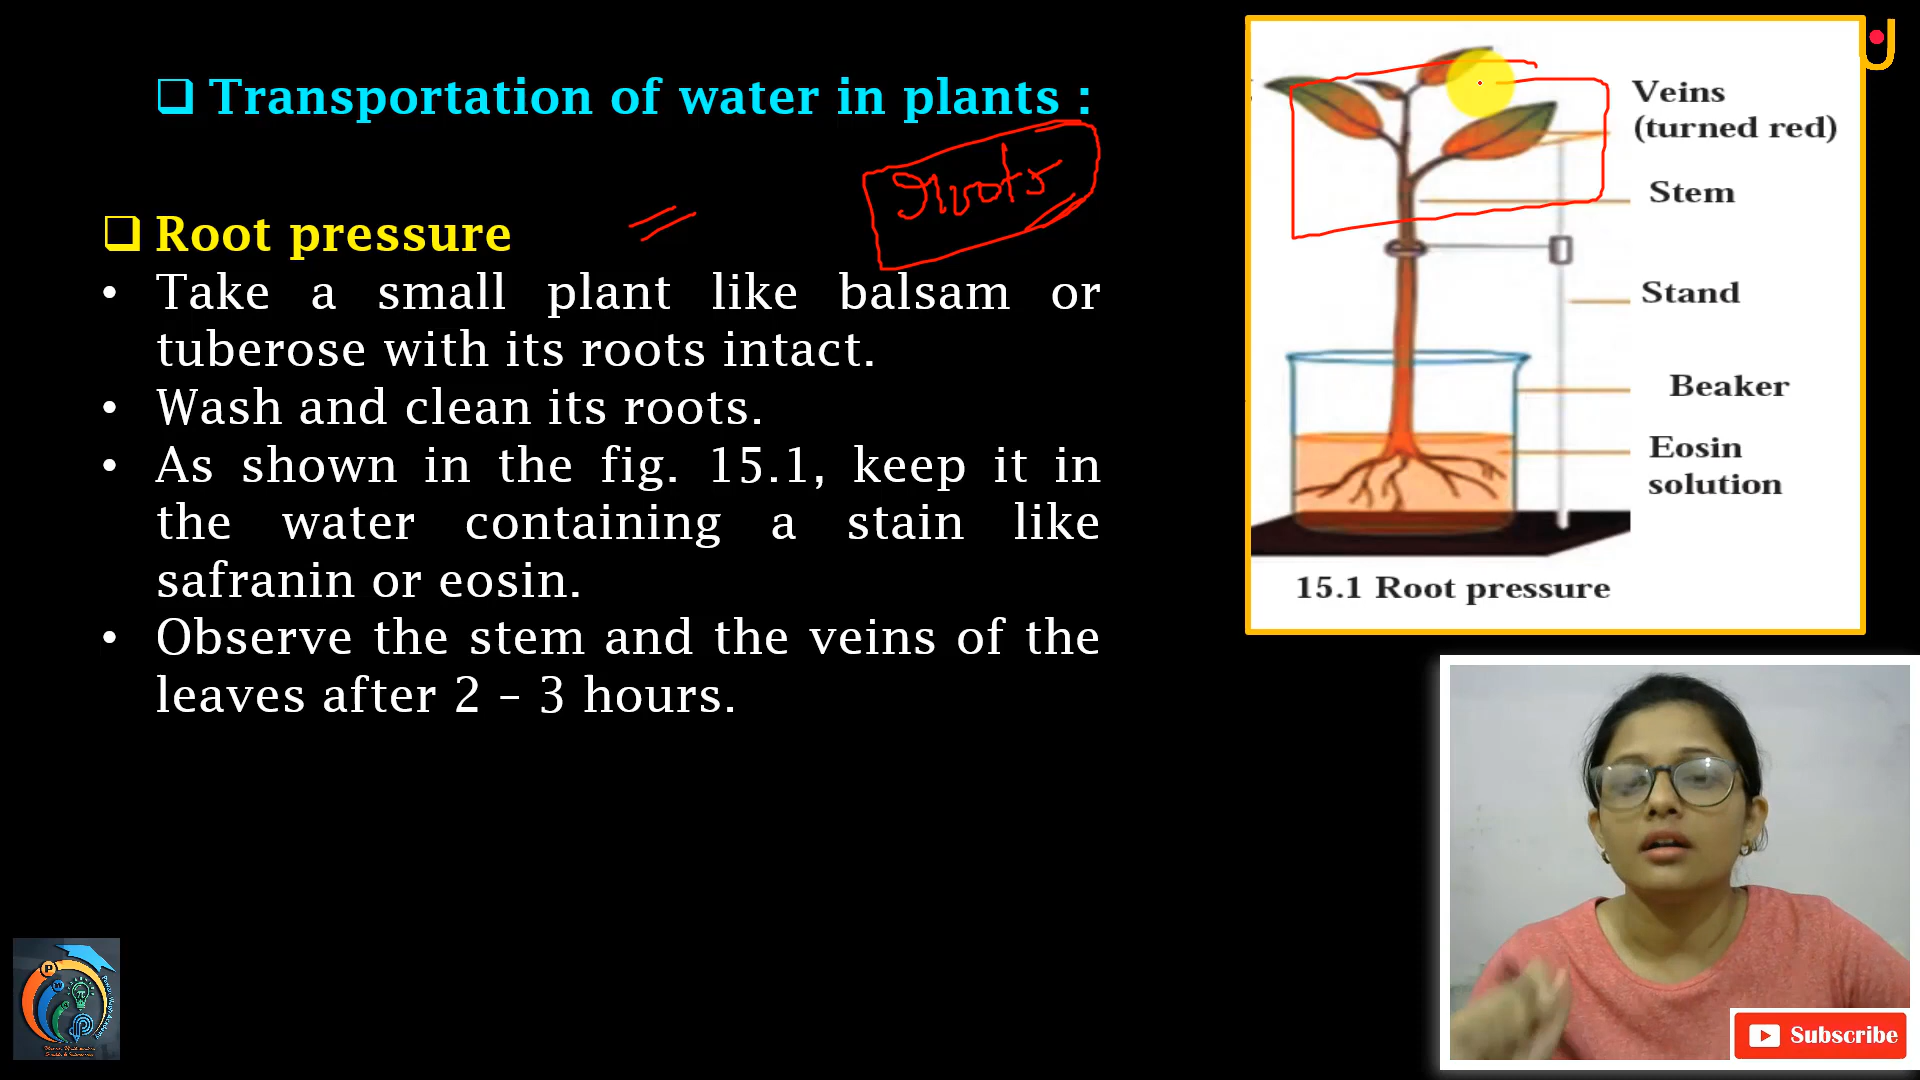 ❑ Transportation of water in plants :
roots
❑ Root pressure
• Take a small plant like balsam or
tuberose with its roots intact.
• Wash and clean its roots.
• As shown in the fig. 15.1, keep it in
the water containing a stain like
safranin or eosin.
• Observe the stem and the veins of the
leaves after 2 – 3 hours.
Veins
(turned red)
Stem
Stand
Beaker
Eosin
solution
15.1 Root pressure
Subscribe